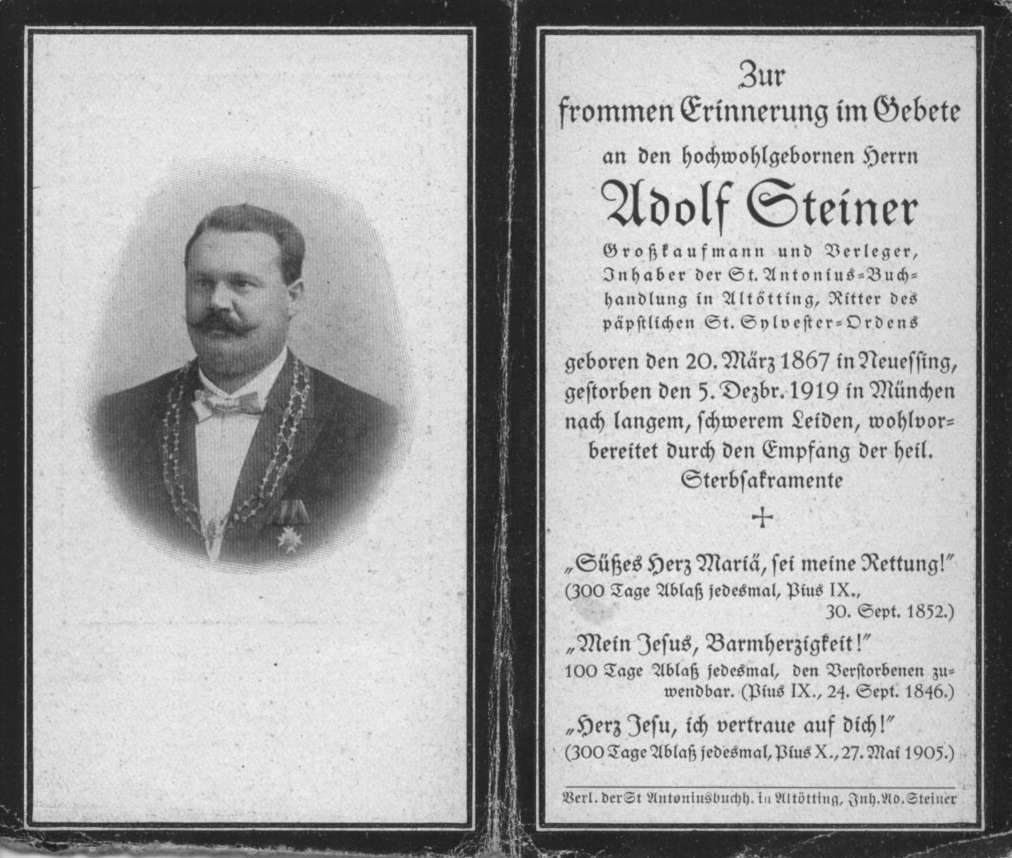 Zur
frommen Erinnerung im Gebete
an den hochwohlgebornen Herrn
Adolf Steiner
Großkaufmann und Verleger,
Inhaber der St. Antonius-Buch-
handlung in Altötting, Ritter des
päpstlichen St. Sylvester-Ordens
geboren den 20. März 1867 in Neuessing,
gestorben den 5. Dezbr. 1919 in München
nach langem, schwerem Leiden, wohlvor-
bereitet durch den Empfang der heil.
Sterbsakramente
„Süßes Herz Mariä, sei meine Rettung!"
(300 Tage Ablaß jedesmal, Pius IX.,
30. Sept. 1852.)
„Mein Jesus, Barmherzigkeit!"
100 Tage Ablaß jedesmal, den Verstorbenen zu-
wendbar. (Pius IX., 24. Sept. 1846.)
„Herz Jesu, ich vertraue auf dich!"
(300 Tage Ablaß jedesmal, Pius X., 27. Mai 1905.)
Verl. der St Antoniusbuchh. in Altötting, Inh. Ad. Steiner